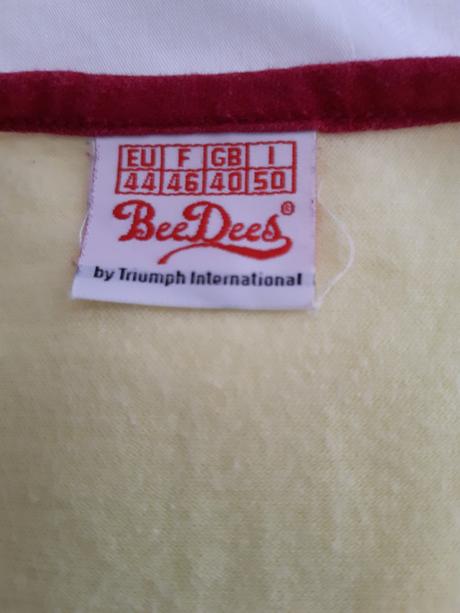 EU F GB I
44 46 40 50
BeeDees®
by Triumph International